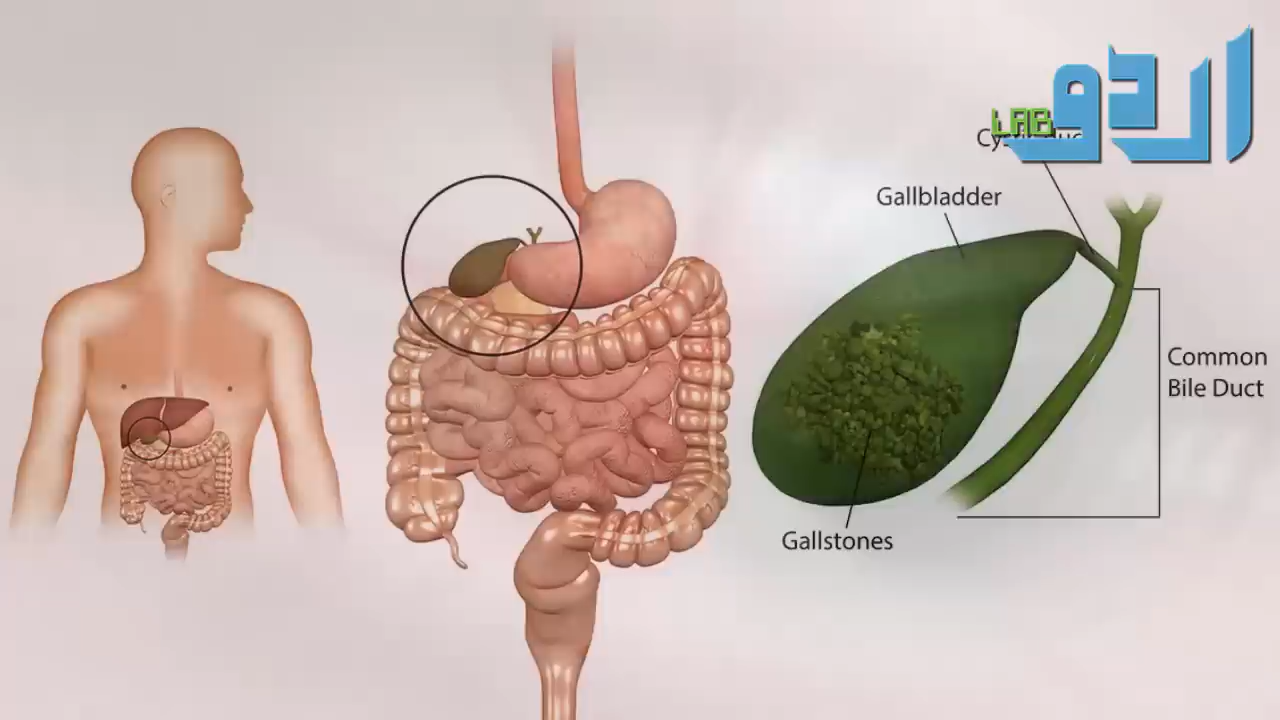 اردو
LAB
Gallbladder
Common
Bile Duct
Gallstones